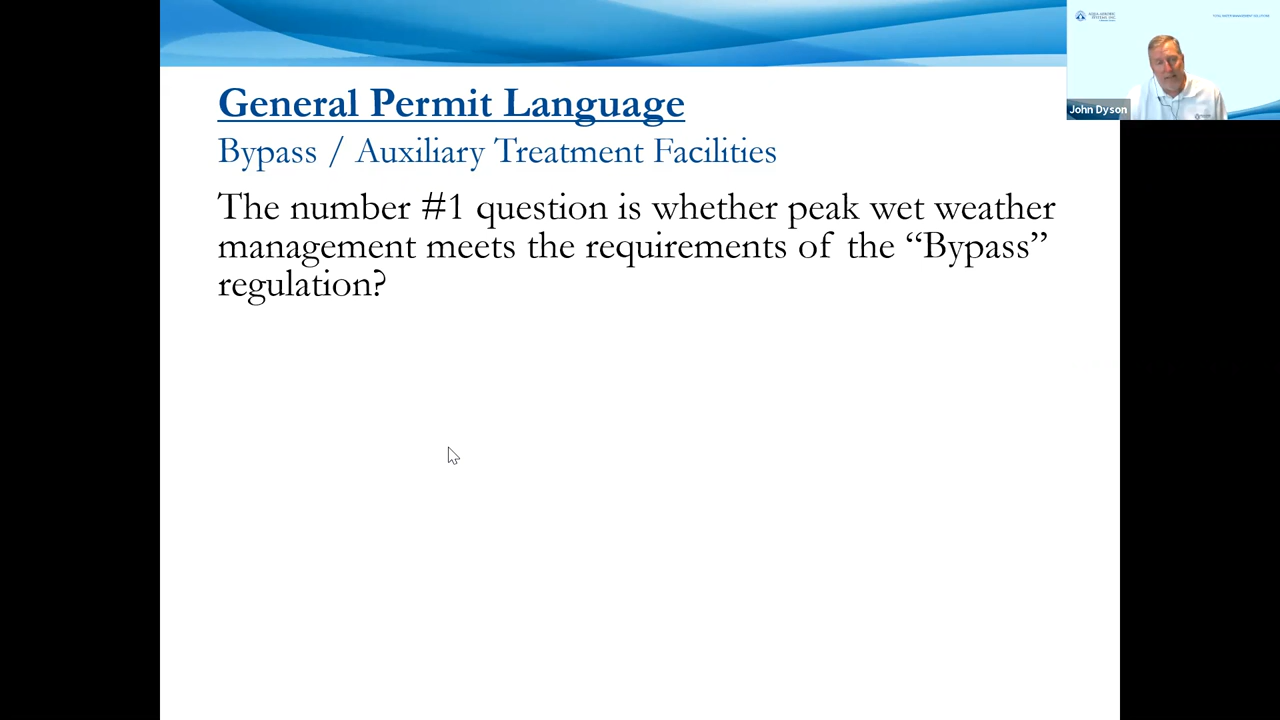 General Permit Language
Bypass / Auxiliary Treatment Facilities
The number #1 question is whether peak wet weather
management meets the requirements of the “Bypass”
regulation?
John Dyson